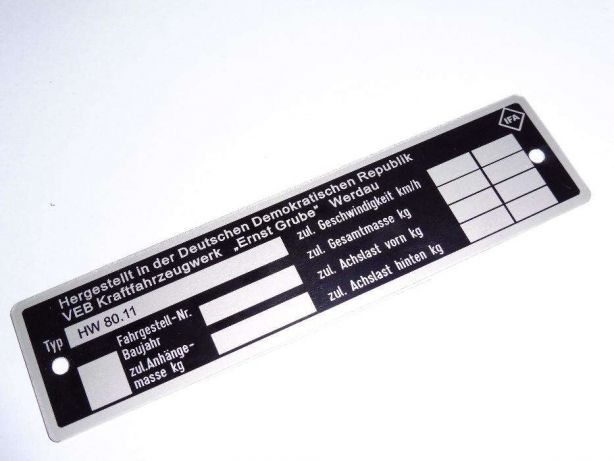 IFA
Hergestellt in der Deutschen Demokratischen Republik
VEB Kraftfahrzeugwerk „Ernst Grube" Werdau
Typ HW 80.11
Fahrgestell-Nr.
Baujahr
zul.Anhänge-
masse kg
zul. Geschwindigkeit km/h
zul. Gesamtmasse kg
zul. Achslast vorn kg
zul. Achslast hinten kg